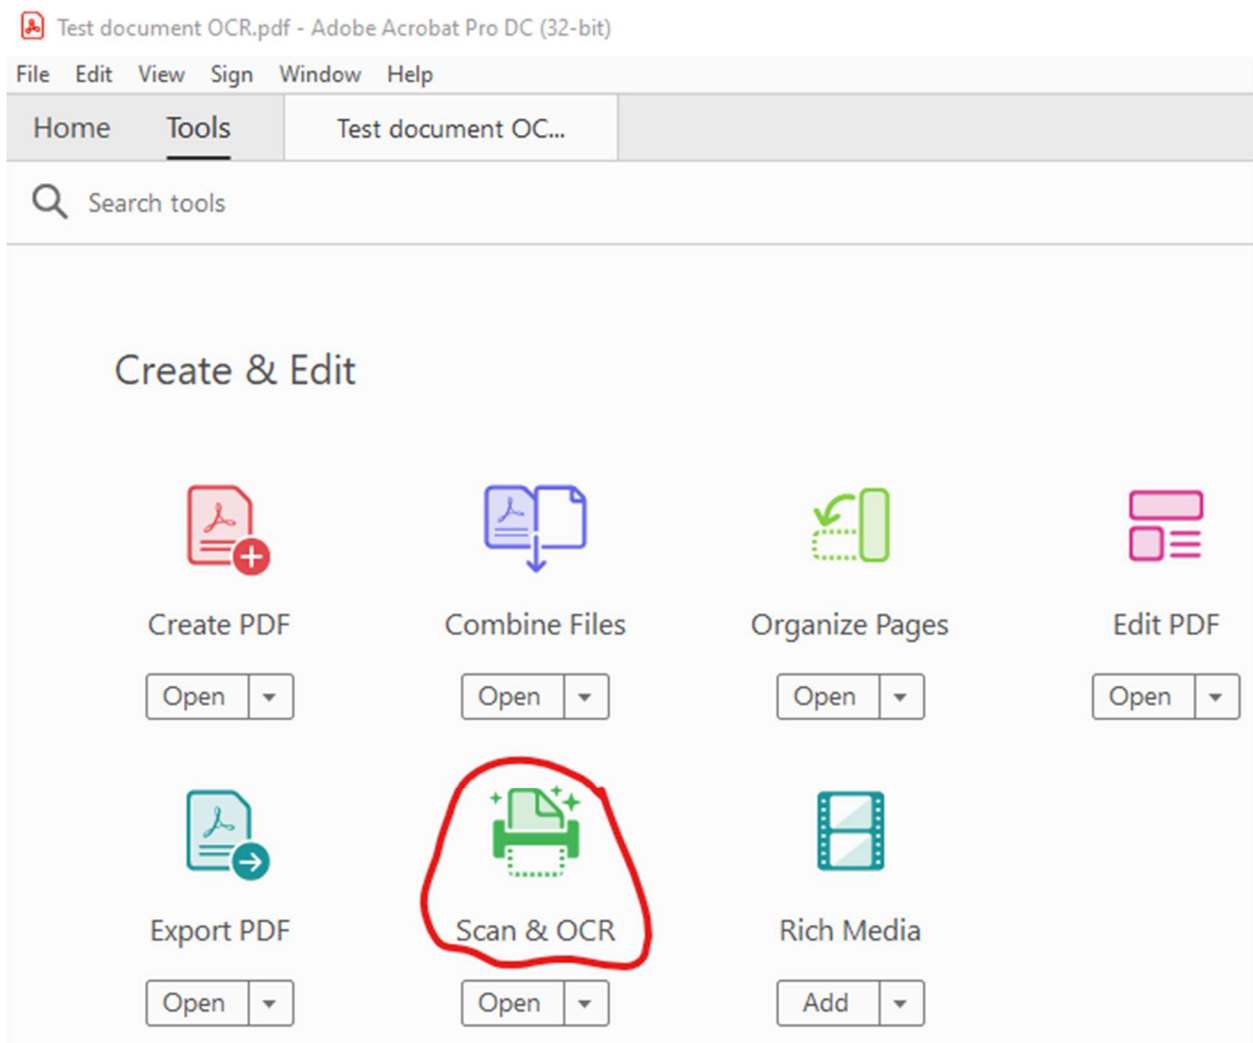 Test document OCR.pdf - Adobe Acrobat Pro DC (32-bit)
File Edit View Sign Window Help
Home Tools Test document OC...
Search tools
Create & Edit
Create PDF Combine Files Organize Pages Edit PDF
Open Open Open Open
Export PDF Scan & OCR Rich Media
Open Open Add